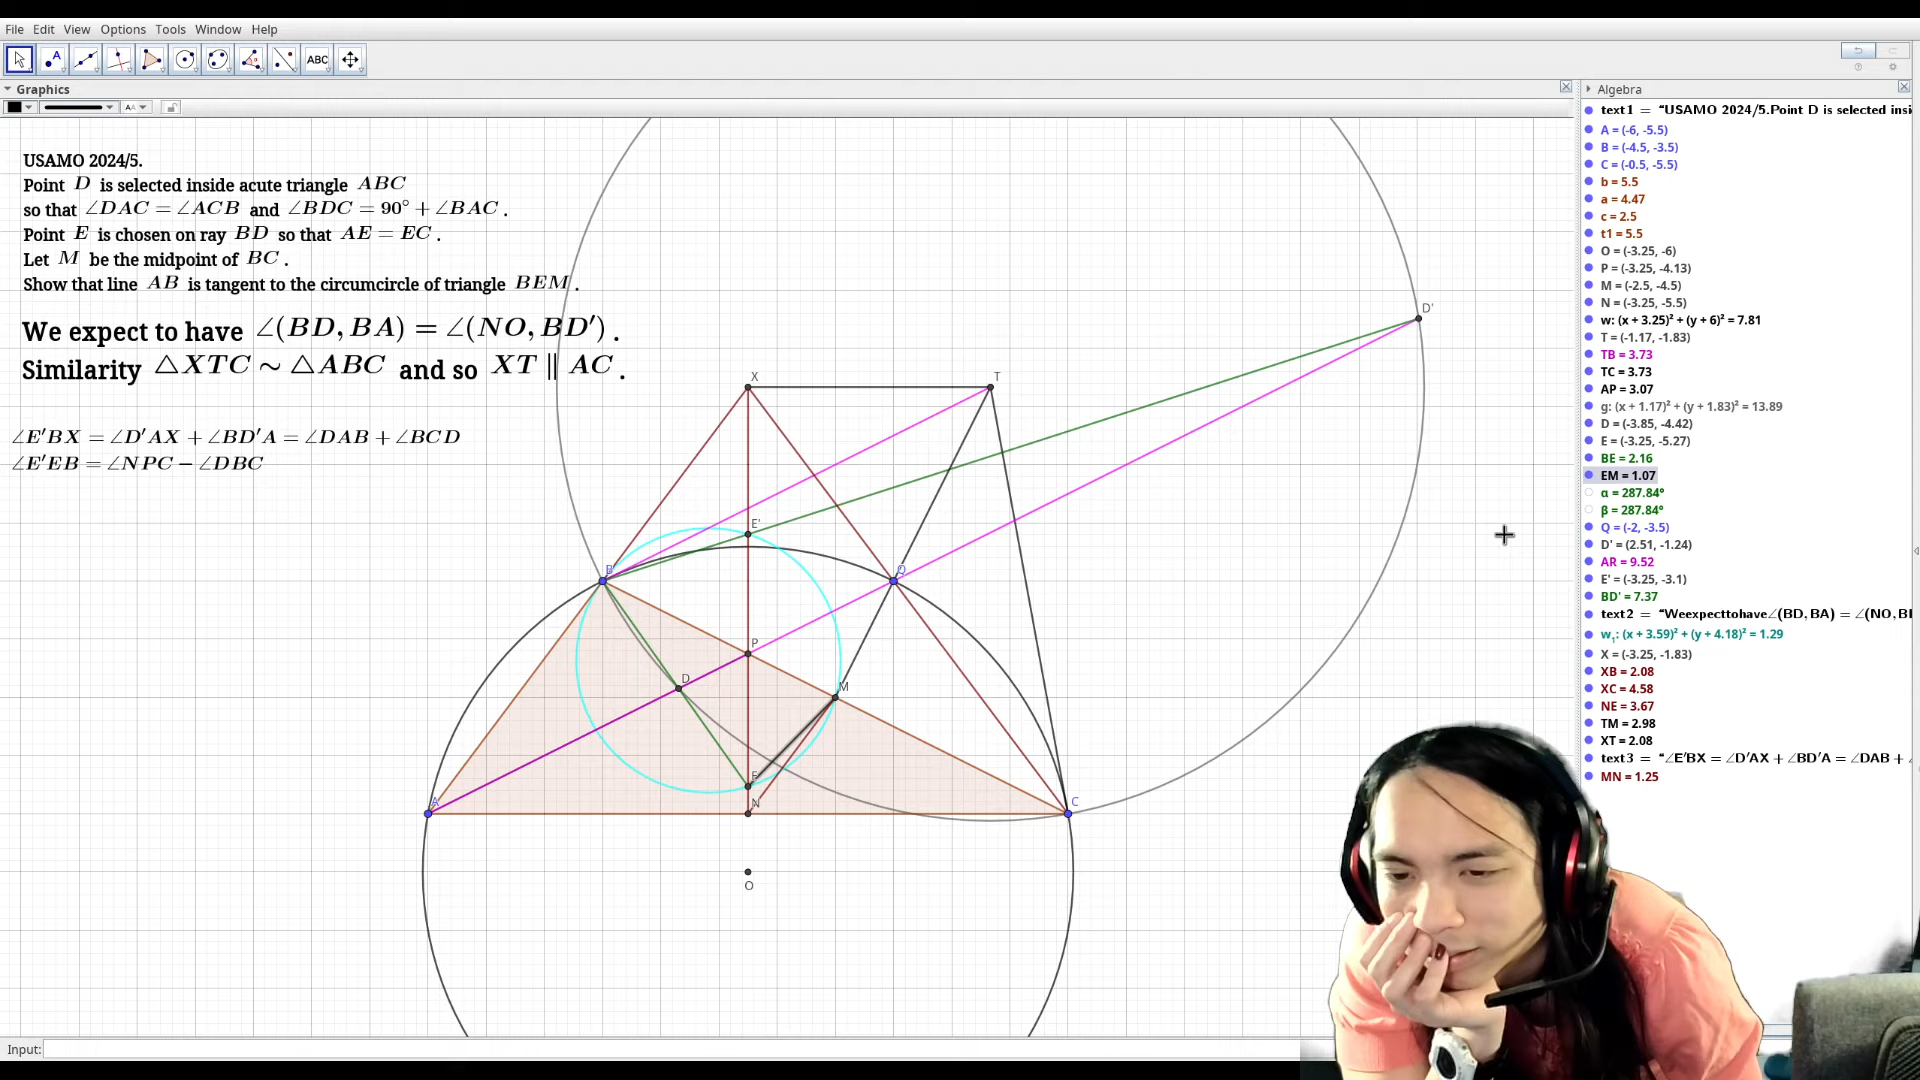 File Edit View Options Tools Window Help
ABC
Graphics
AA
USAMO 2024/5.
Point D is selected inside acute triangle ABC
so that ∠DAC = ∠ACB and ∠BDC = 90° + ∠BAC .
Point E is chosen on ray BD so that AE = EC .
Let M be the midpoint of BC .
Show that line AB is tangent to the circumcircle of triangle BEM .
We expect to have ∠(BD, BA) = ∠(NO, BD′) .
Similarity △XTC ∼ △ABC and so XT ∥ AC .
∠E′BX = ∠D′AX + ∠BD′A = ∠DAB + ∠BCD
∠E′EB = ∠NPC − ∠DBC
D'
X
T
E'
B
Q
P
D
M
E
A
N
C
O
Algebra
text1 = “USAMO 2024/5.Point D is selected insi
A = (-6, -5.5)
B = (-4.5, -3.5)
C = (-0.5, -5.5)
b = 5.5
a = 4.47
c = 2.5
t1 = 5.5
O = (-3.25, -6)
P = (-3.25, -4.13)
M = (-2.5, -4.5)
N = (-3.25, -5.5)
w: (x + 3.25)² + (y + 6)² = 7.81
T = (-1.17, -1.83)
TB = 3.73
TC = 3.73
AP = 3.07
g: (x + 1.17)² + (y + 1.83)² = 13.89
D = (-3.85, -4.42)
E = (-3.25, -5.27)
BE = 2.16
EM = 1.07
α = 287.84°
β = 287.84°
Q = (-2, -3.5)
D' = (2.51, -1.24)
AR = 9.52
E' = (-3.25, -3.1)
BD' = 7.37
text2 = “Weexpecttohave∠(BD,BA) = ∠(NO,BI
w₁: (x + 3.59)² + (y + 4.18)² = 1.29
X = (-3.25, -1.83)
XB = 2.08
XC = 4.58
NE = 3.67
TM = 2.98
XT = 2.08
text3 = “∠E′BX = ∠D′AX + ∠BD′A = ∠DAB + ∠
MN = 1.25
Input: